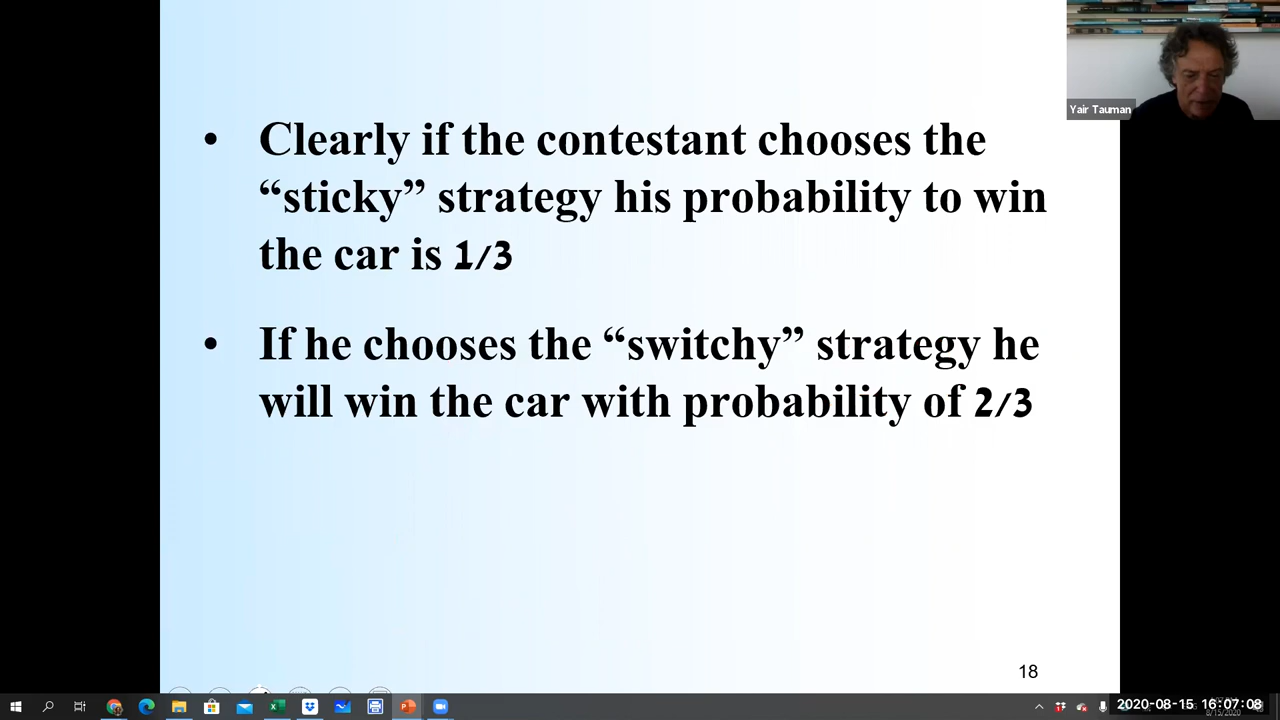 Yair Tauman
• Clearly if the contestant chooses the
“sticky” strategy his probability to win
the car is 1/3
• If he chooses the “switchy” strategy he
will win the car with probability of 2/3
18
2020-08-15 16:07:08